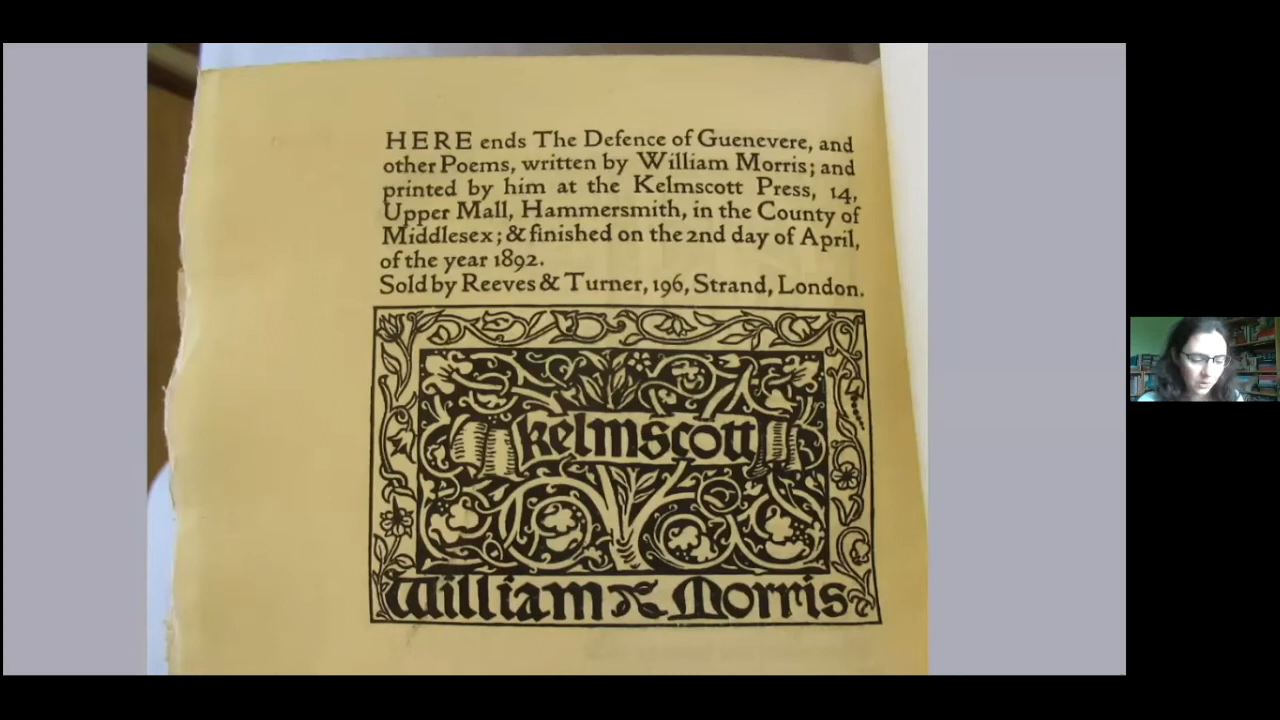 HERE ends The Defence of Guenevere, and
other Poems, written by William Morris; and
printed by him at the Kelmscott Press, 14,
Upper Mall, Hammersmith, in the County of
Middlesex; & finished on the 2nd day of April,
of the year 1892.
Sold by Reeves & Turner, 196, Strand, London.
kelmscott
William Morris